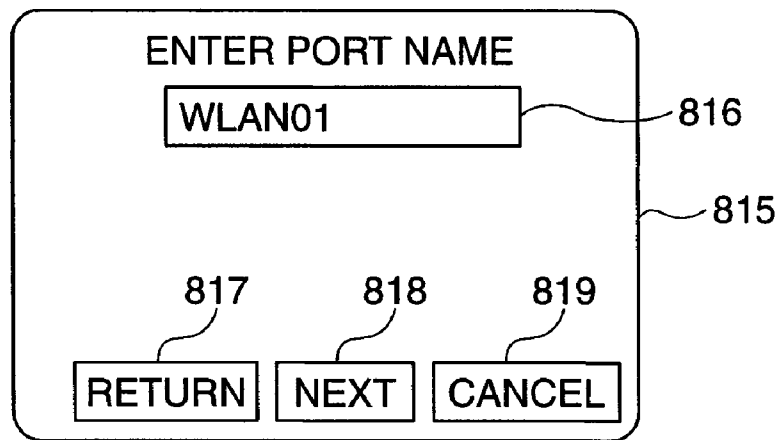 ENTER PORT NAME
WLAN01
816
815
817 818 819
RETURN NEXT CANCEL